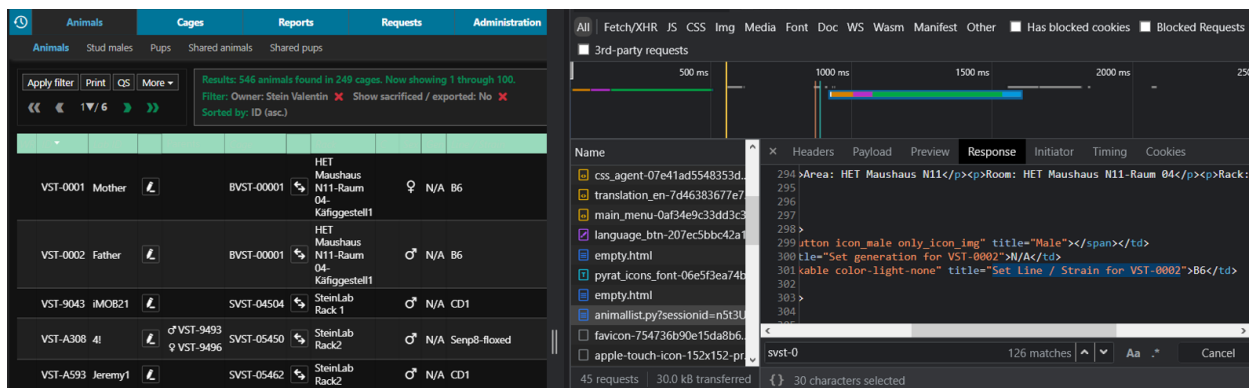 Animals Cages Reports Requests Administration
Animals Stud males Pups Shared animals Shared pups
Apply filter Print QS More
Results: 546 animals found in 249 cages. Now showing 1 through 100.
Filter: Owner: Stein Valentin Show sacrificed / exported: No
Sorted by: ID (asc.)
1 / 6
VST-0001 Mother BVST-00001 HET
Maushaus
N11-Raum
04-
Käfiggestell1 ♀ N/A B6
VST-0002 Father BVST-00001 HET
Maushaus
N11-Raum
04-
Käfiggestell1 ♂ N/A B6
VST-9043 iMOB21 SVST-04504 SteinLab
Rack 1 ♂ N/A CD1
VST-A308 4! ♂ VST-9493
♀ VST-9496 SVST-05450 SteinLab
Rack2 ♂ N/A Senp8-floxed
VST-A593 Jeremy1 SVST-05462 SteinLab
Rack2 ♂ N/A CD1
All Fetch/XHR JS CSS Img Media Font Doc WS Wasm Manifest Other Has blocked cookies Blocked Requests
3rd-party requests
500 ms 1000 ms 1500 ms 2000 ms 250
Name
css_agent-07e41ad5548353d...
translation_en-7d46383677e7
main_menu-0af34e9c33dd3c3
language_btn-207ec5bbc42a1
empty.html
pyrat_icons_font-06e5f3ea74b
empty.html
animallist.py?sessionid=n5t3U
favicon-754736b90e15da8b6...
apple-touch-icon-152x152-pr...
45 requests 30.0 kB transferred
× Headers Payload Preview Response Initiator Timing Cookies
294 >Area: HET Maushaus N11</p><p>Room: HET Maushaus N11-Raum 04</p><p>Rack:
295
296
297
298 >
299 utton icon_male only_icon_img" title="Male"></span></td>
300 tle="Set generation for VST-0002">N/A</td>
301 kable color-light-none" title="Set Line / Strain for VST-0002">B6</td>
302
303 >
304
svst-0 126 matches Aa .* Cancel
{} 30 characters selected